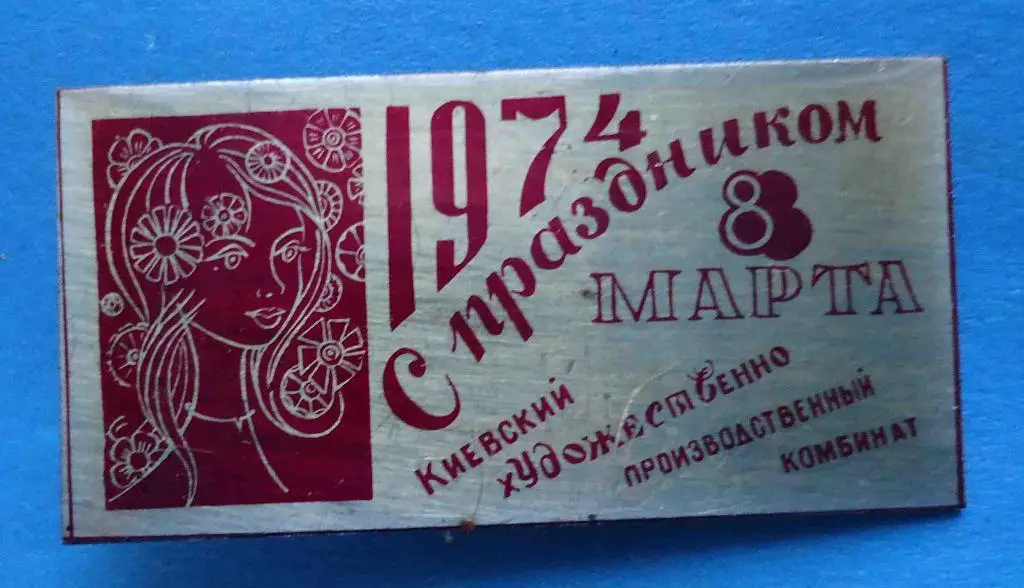 1974
С праздником
8
МАРТА
Киевский
художественно
производственный
комбинат